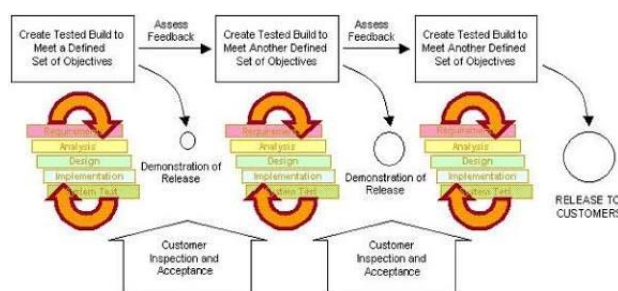 Create Tested Build to
Meet a Defined
Set of Objectives
Assess
Feedback
Create Tested Build to
Meet Another Defined
Set of Objectives
Assess
Feedback
Create Tested Build to
Meet Another Defined
Set of Objectives
Analysis
Design
Implementation
System Test
Demonstration of
Release
Requirement
Analysis
Design
Implementation
System Test
Demonstration of
Release
Requirement
Analysis
Design
Implementation
System Test
RELEASE TO
CUSTOMERS
Customer
Inspection and
Acceptance
Customer
Inspection and
Acceptance